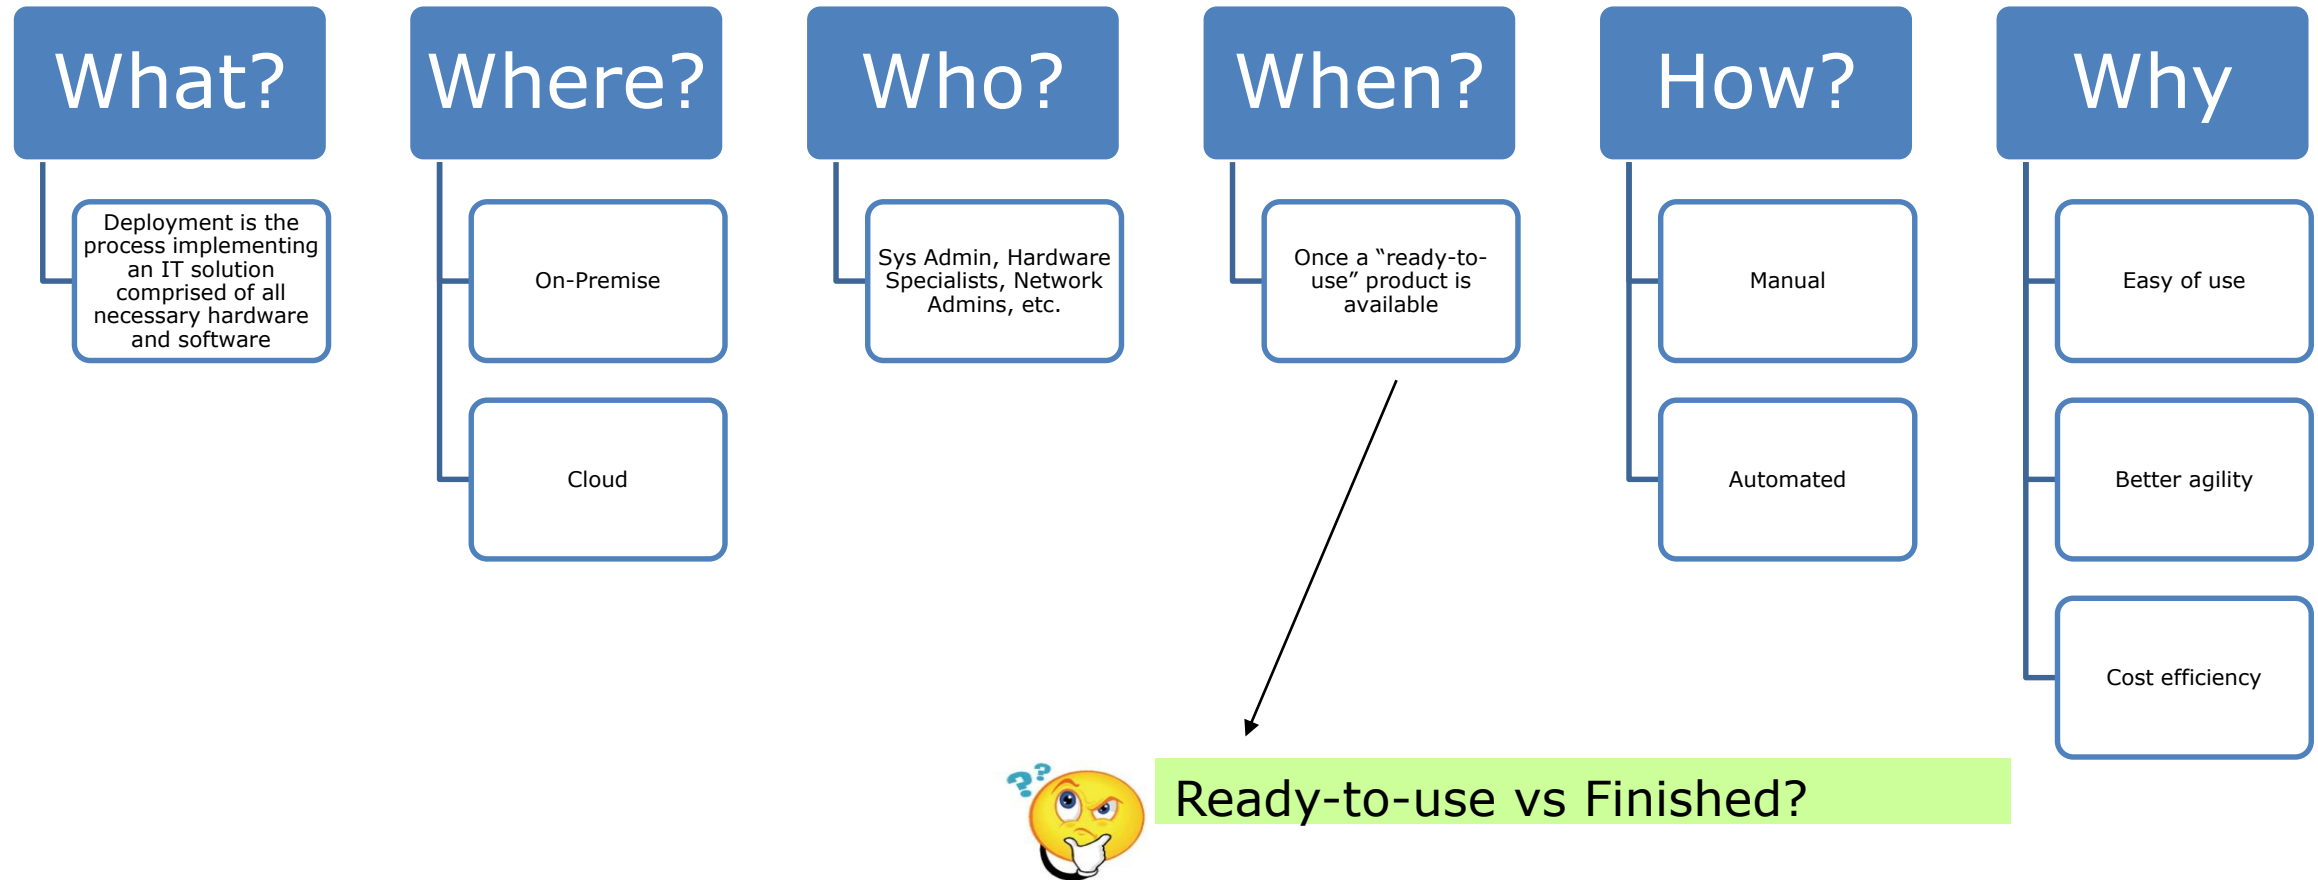 What?
Deployment is the
process implementing
an IT solution
comprised of all
necessary hardware
and software
Where?
On-Premise
Cloud
Who?
Sys Admin, Hardware
Specialists, Network
Admins, etc.
When?
Once a “ready-to-
use” product is
available
How?
Manual
Automated
Why
Easy of use
Better agility
Cost efficiency
??
Ready-to-use vs Finished?